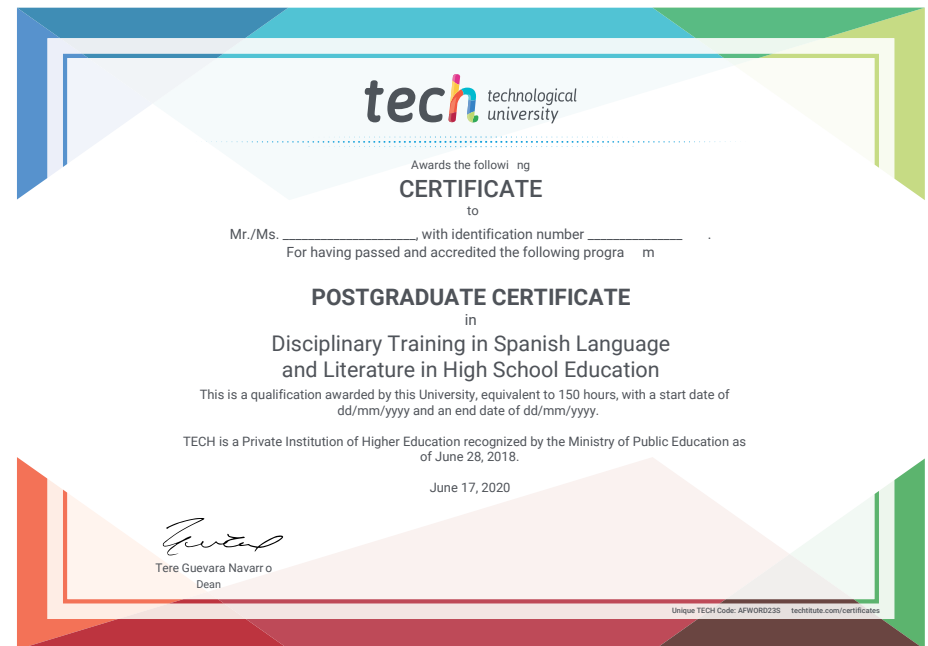 tech technological
university
Awards the followi ng
CERTIFICATE
to
Mr./Ms. ______________________, with identification number ______________ .
For having passed and accredited the following progra m
POSTGRADUATE CERTIFICATE
in
Disciplinary Training in Spanish Language
and Literature in High School Education
This is a qualification awarded by this University, equivalent to 150 hours, with a start date of
dd/mm/yyyy and an end date of dd/mm/yyyy.
TECH is a Private Institution of Higher Education recognized by the Ministry of Public Education as
of June 28, 2018.
June 17, 2020
Tere Guevara Navarr o
Dean
Unique TECH Code: AFWORD23S techtitute.com/certificates